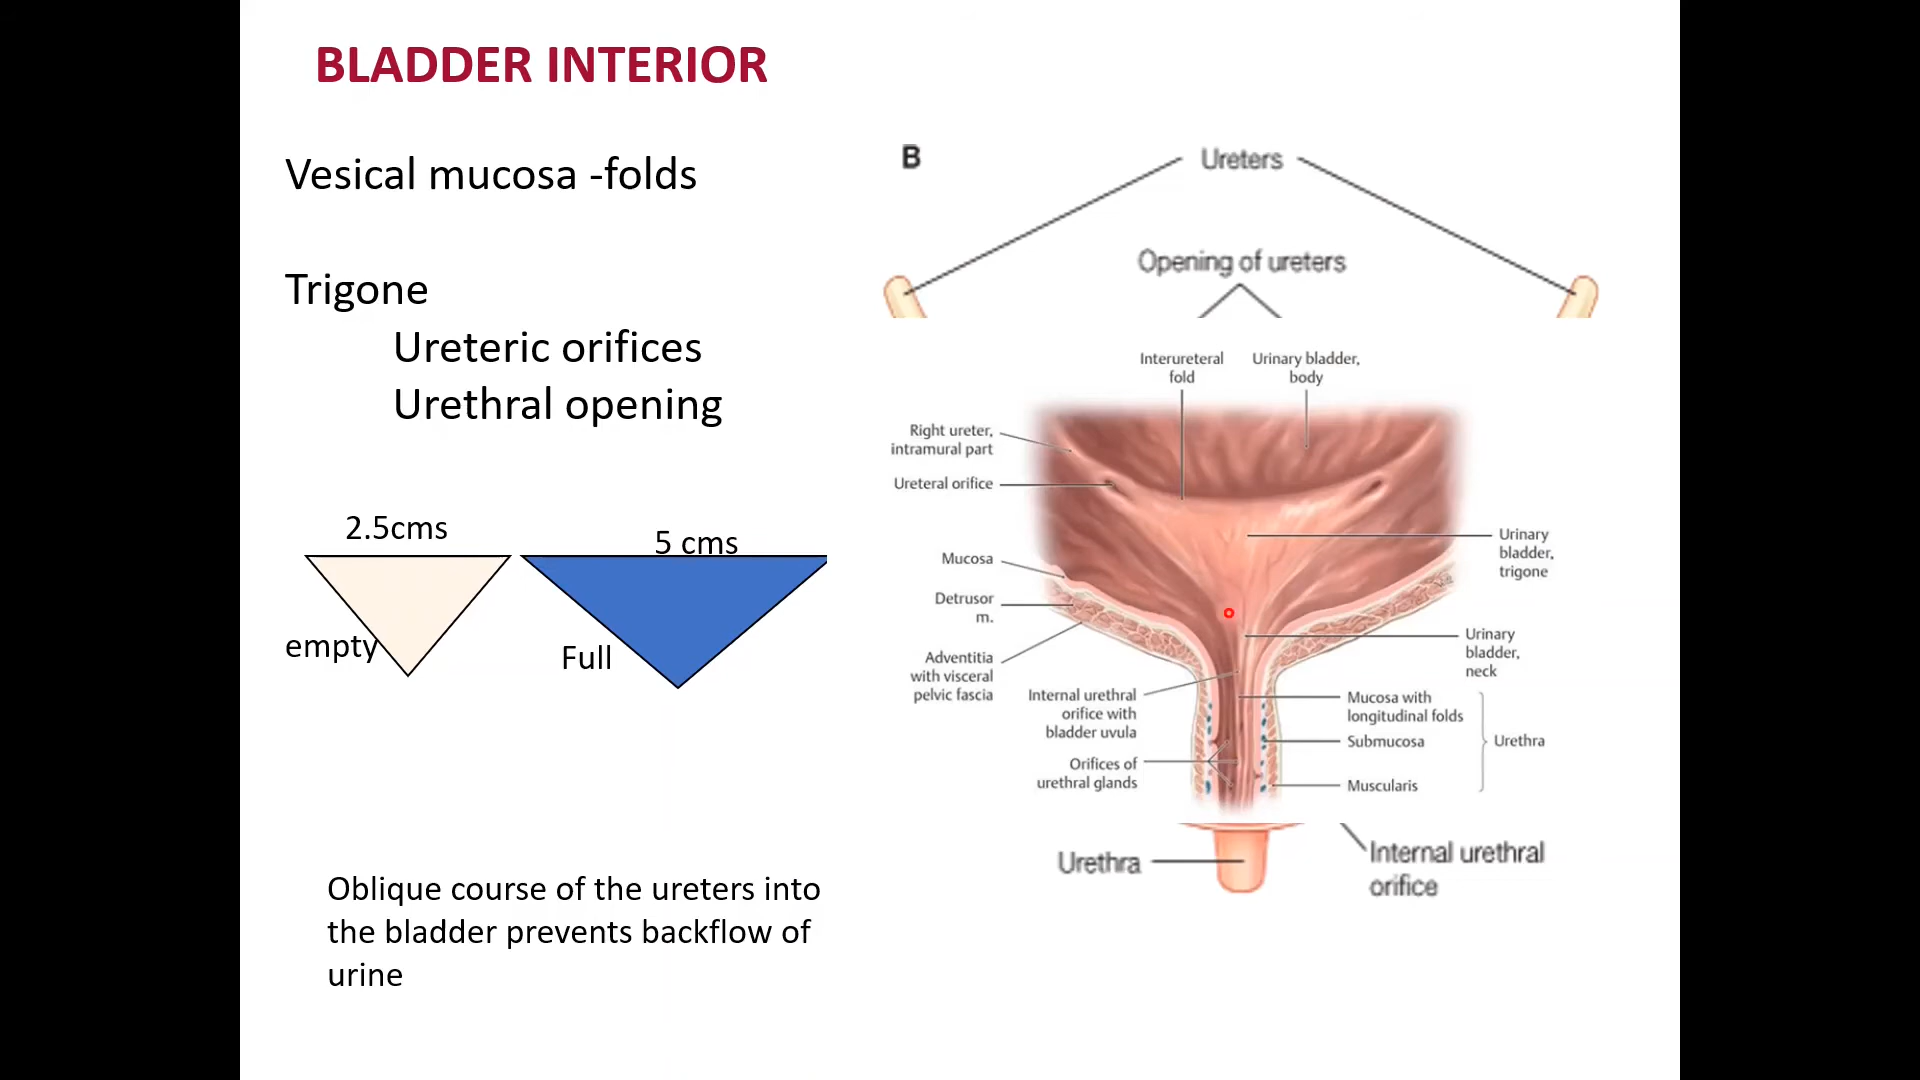 BLADDER INTERIOR
Vesical mucosa -folds
Trigone
Ureteric orifices
Urethral opening
2.5cms
5 cms
empty
Full
Oblique course of the ureters into
the bladder prevents backflow of
urine
B
Ureters
Opening of ureters
Interureteral
fold
Urinary bladder,
body
Right ureter,
intramural part
Ureteral orifice
Mucosa
Detrusor
m.
Adventitia
with visceral
pelvic fascia
Internal urethral
orifice with
bladder uvula
Orifices of
urethral glands
Urinary
bladder,
trigone
Urinary
bladder,
neck
Mucosa with
longitudinal folds
Submucosa
Muscularis
Urethra
Urethra
Internal urethral
orifice